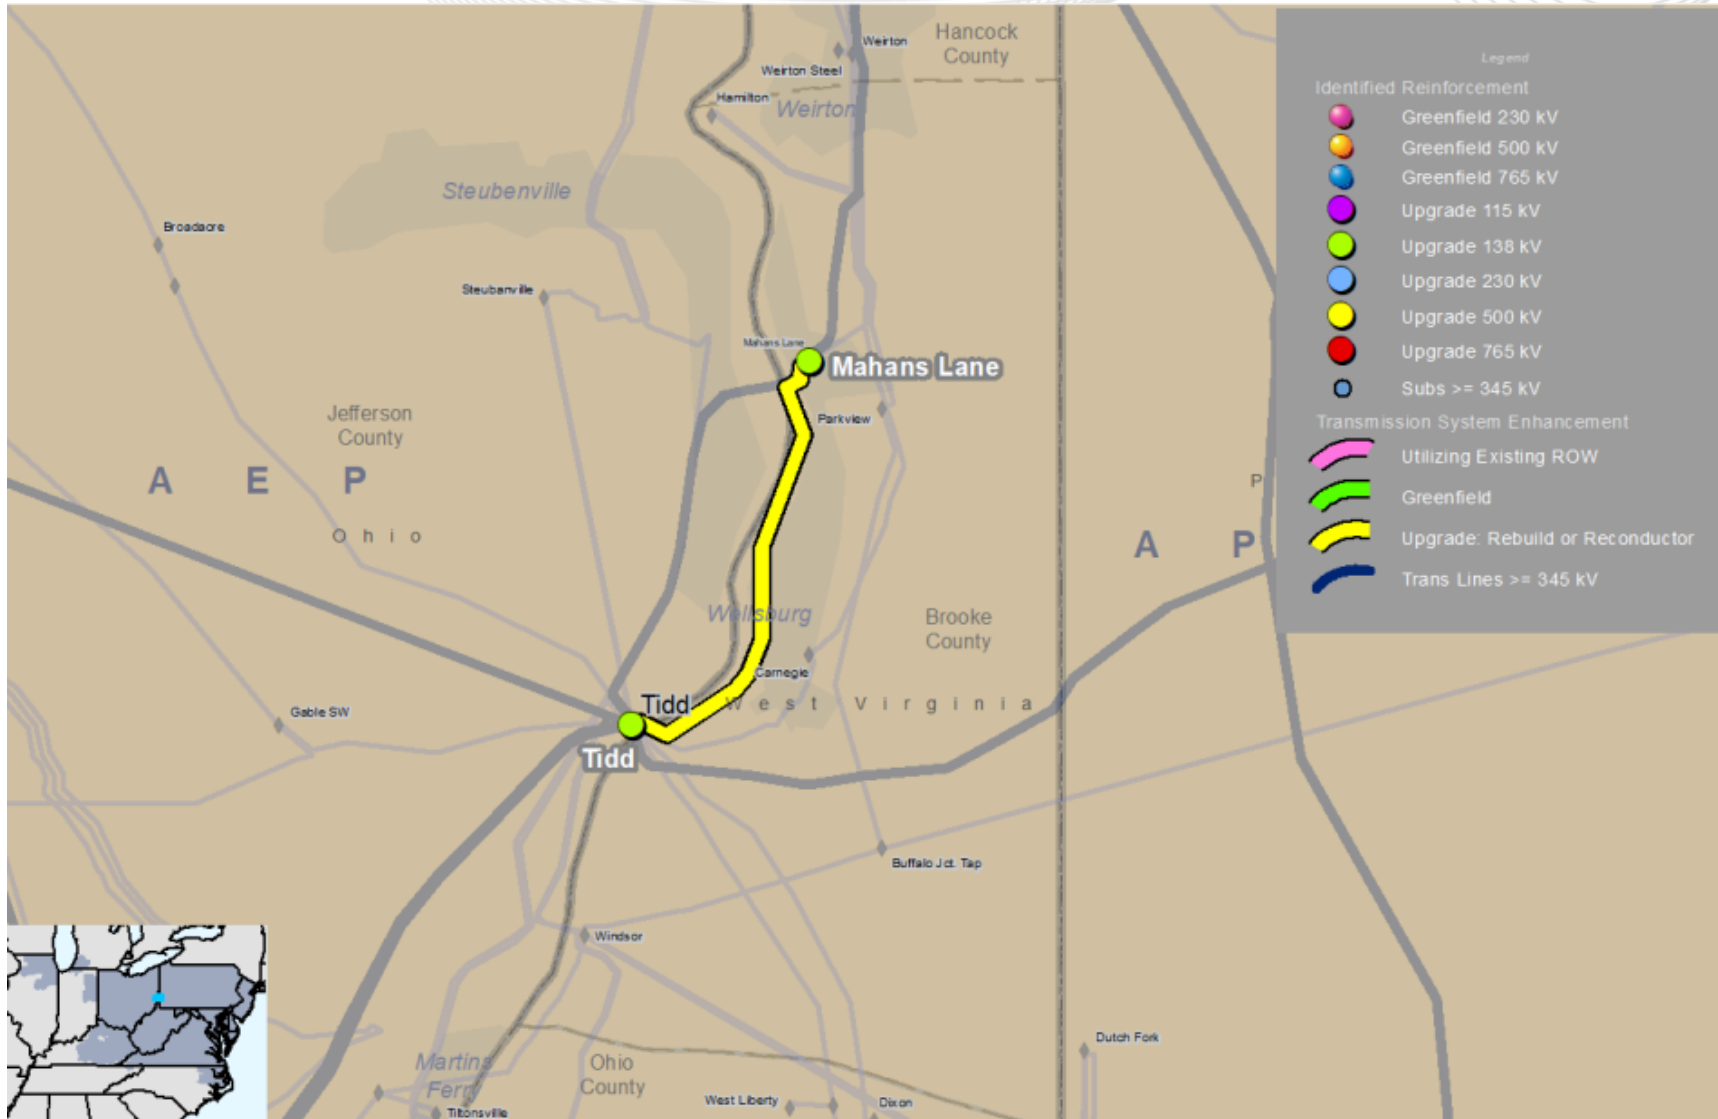 Hancock
County
Weirton
Weirton Steel
Hamilton
Weirton
Steubenville
Broadacre
Steubanville
Mahans Lane
Mahans Lane
Parkview
Jefferson
County
A E P
Ohio
A P
P
Wellsburg
Brooke
County
Carnegie
West Virginia
Tidd
Tidd
Gable SW
Buffalo Jct. Tap
Windsor
Dutch Fork
Martins
Ferry
Ohio
County
West Liberty
Dixon
Tiltonsville
Legend
Identified Reinforcement
Greenfield 230 kV
Greenfield 500 kV
Greenfield 765 kV
Upgrade 115 kV
Upgrade 138 kV
Upgrade 230 kV
Upgrade 500 kV
Upgrade 765 kV
Subs >= 345 kV
Transmission System Enhancement
Utilizing Existing ROW
Greenfield
Upgrade: Rebuild or Reconductor
Trans Lines >= 345 kV